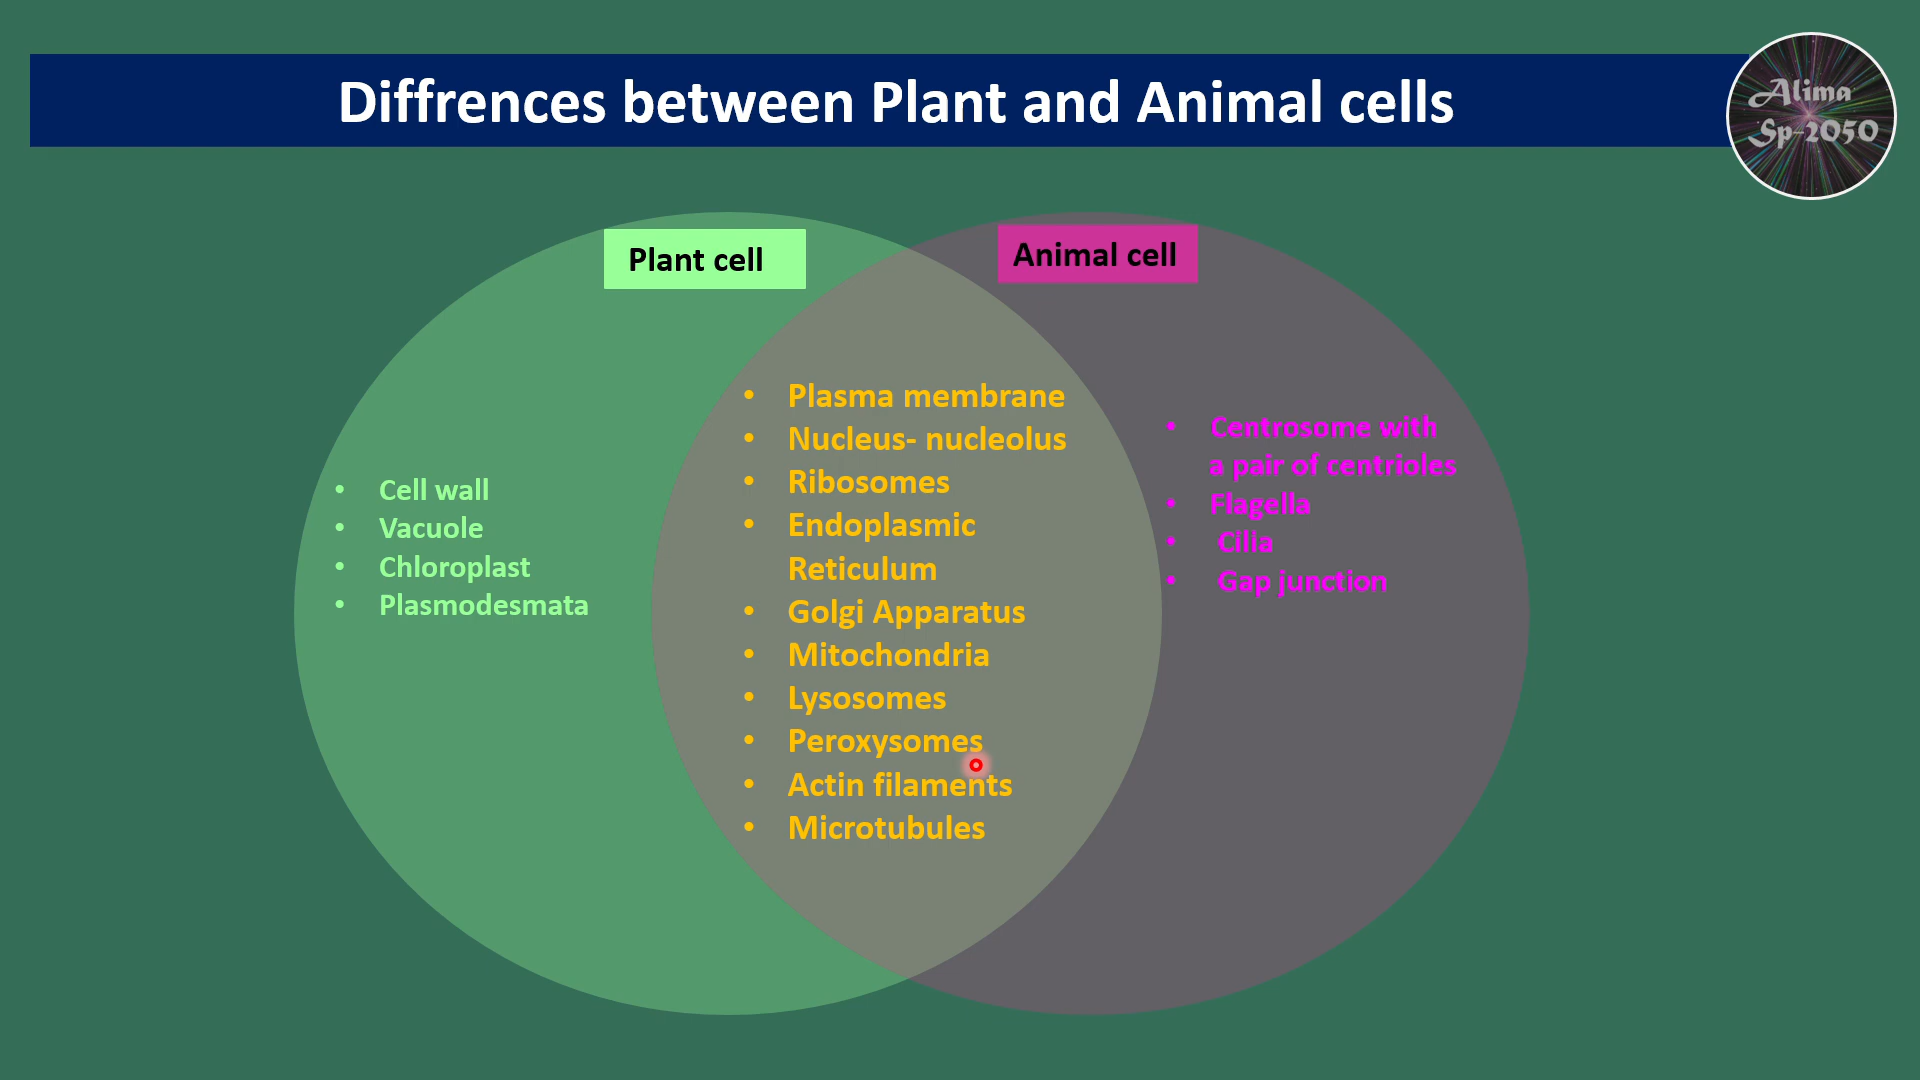 Diffrences between Plant and Animal cells
Alima
Sp-2050
Plant cell
Animal cell
• Cell wall
• Vacuole
• Chloroplast
• Plasmodesmata
• Plasma membrane
• Nucleus- nucleolus
• Ribosomes
• Endoplasmic
Reticulum
• Golgi Apparatus
• Mitochondria
• Lysosomes
• Peroxysomes
• Actin filaments
• Microtubules
• Centrosome with
a pair of centrioles
• Flagella
• Cilia
• Gap junction